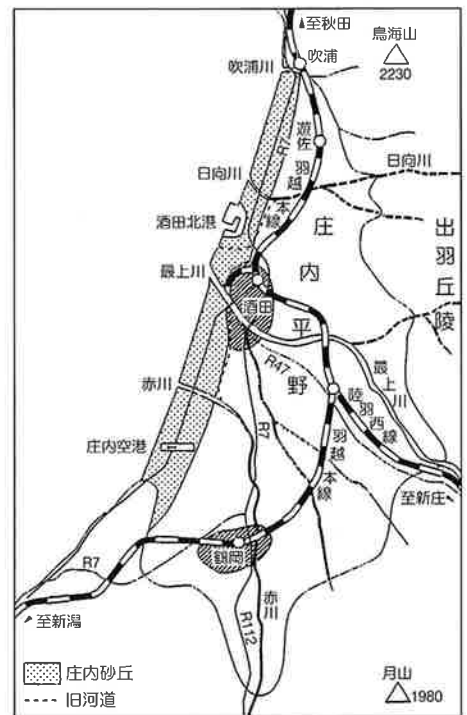 ▲至秋田
鳥海山
2230
吹浦
吹浦川
遊佐
R7
羽越本線
日向川
日向川
酒田北港
庄内平野
出羽丘陵
最上川
酒田
R47
最上川
赤川
陸羽西線
R7
羽越本線
庄内空港
至新庄
R7
鶴岡
赤川
R112
至新潟
庄内砂丘
旧河道
月山
1980